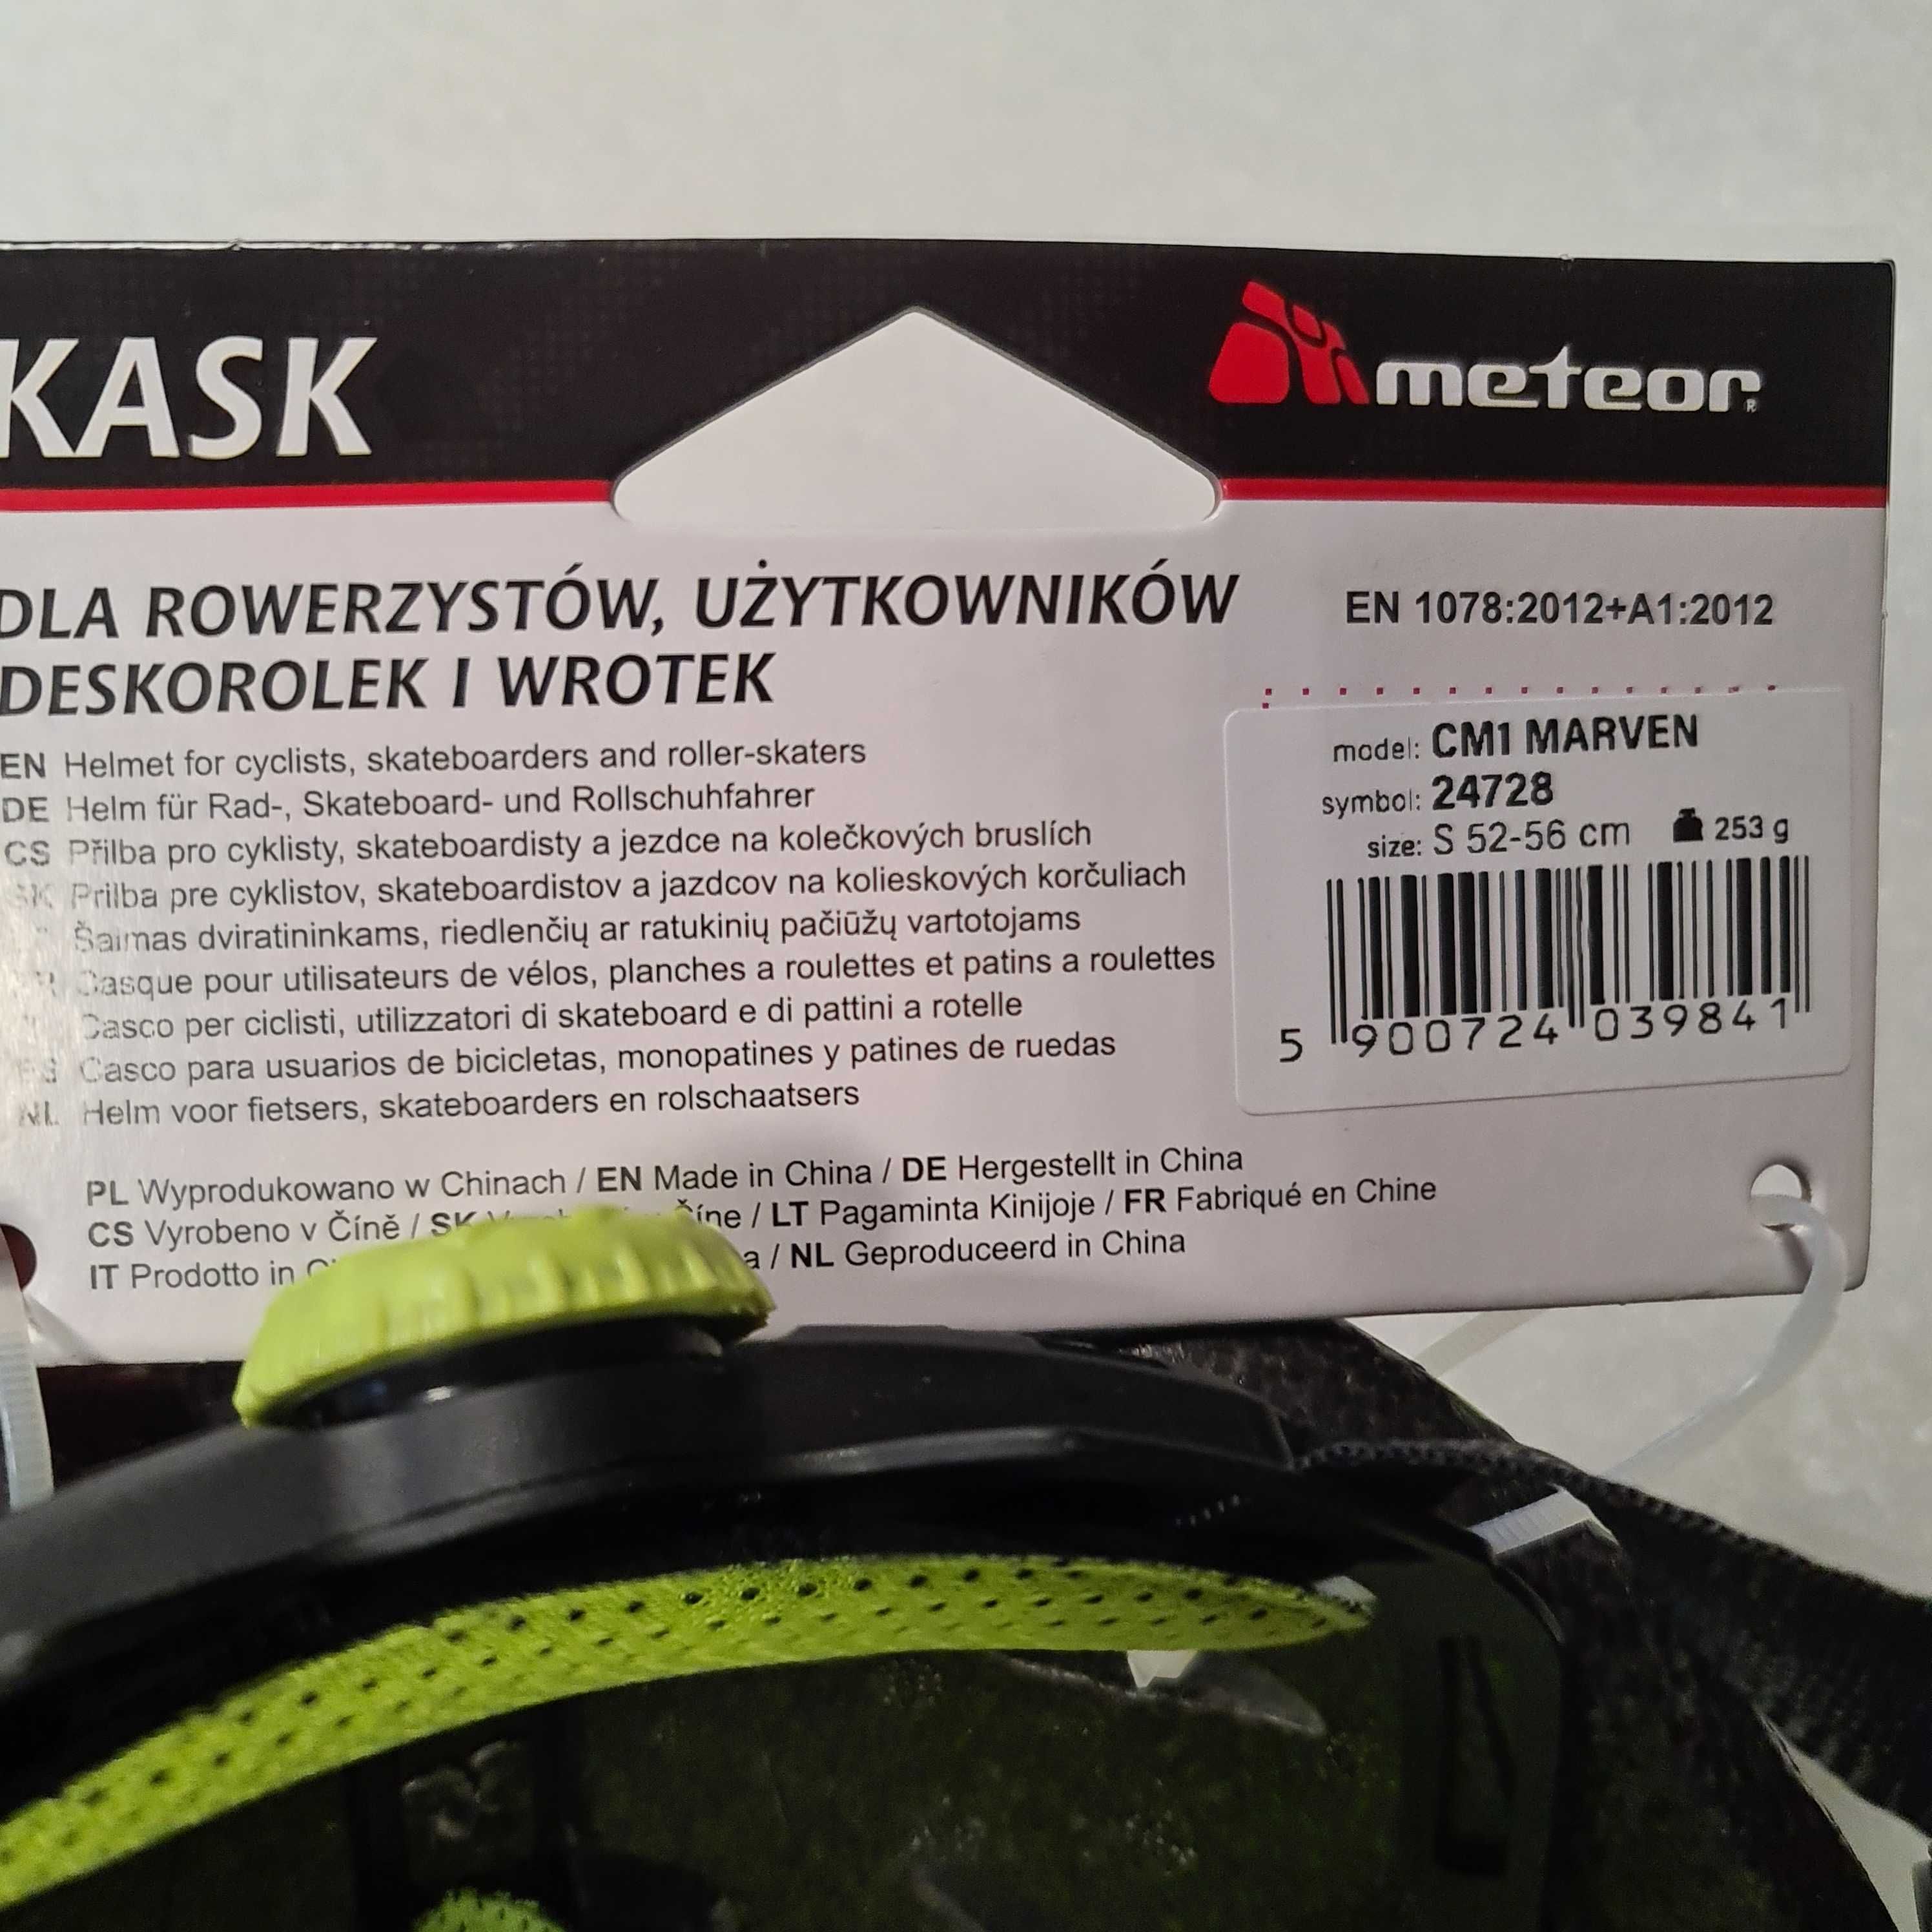 KASK
meteor®
DLA ROWERZYSTÓW, UŻYTKOWNIKÓW
DESKOROLEK I WROTEK
EN Helmet for cyclists, skateboarders and roller-skaters
DE Helm für Rad-, Skateboard- und Rollschuhfahrer
CS Přilba pro cyklisty, skateboardisty a jezdce na kolečkových bruslích
SK Prilba pre cyklistov, skateboardistov a jazdcov na kolieskových korčuliach
Šalmas dviratininkams, riedlenčių ar ratukinių pačiūžų vartotojams
Casque pour utilisateurs de vélos, planches a roulettes et patins a roulettes
Casco per ciclisti, utilizzatori di skateboard e di pattini a rotelle
ES Casco para usuarios de bicicletas, monopatines y patines de ruedas
NL Helm voor fietsers, skateboarders en rolschaatsers
PL Wyprodukowano w Chinach / EN Made in China / DE Hergestellt in China
CS Vyrobeno v Číně / SK Číne / LT Pagaminta Kinijoje / FR Fabriqué en Chine
IT Prodotto in / NL Geproduceerd in China
EN 1078:2012+A1:2012
model: CM1 MARVEN
symbol: 24728
size: S 52-56 cm 253 g
5 900724 039841